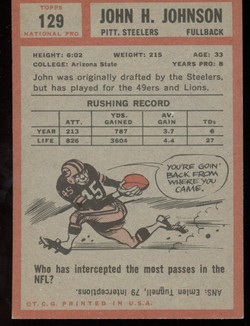 TOPPS
129
NATIONAL PRO
JOHN H. JOHNSON
PITT. STEELERS FULLBACK
HEIGHT: 6:02 WEIGHT: 215 AGE: 33
COLLEGE: Arizona State YEARS PRO: 8
John was originally drafted by the Steelers,
but has played for the 49ers and Lions.
RUSHING RECORD
ATT. YDS. GAINED AV. GAIN TDs
YEAR 213 787 3.7 6
LIFE 826 3654 4.4 27
YOU'RE GOIN'
BACK FROM
WHERE YOU
CAME.
45
Who has intercepted the most passes in the
NFL?
ANS: Emlen Tugnell; 79 interceptions.
©T.C.G. PRINTED IN U.S.A.